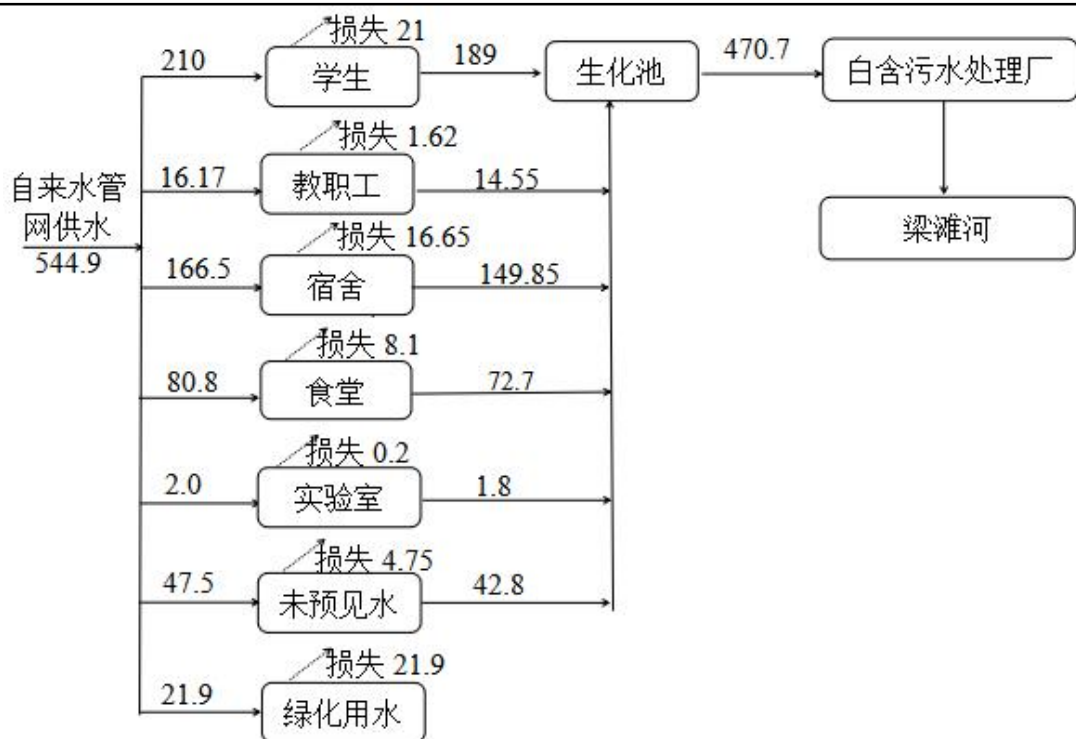 损失 21
210
学生
189
生化池
470.7
白含污水处理厂
损失 1.62
16.17
教职工
14.55
自来水管
网供水
544.9
梁滩河
损失 16.65
166.5
宿舍
149.85
损失 8.1
80.8
食堂
72.7
损失 0.2
2.0
实验室
1.8
损失 4.75
47.5
未预见水
42.8
损失 21.9
21.9
绿化用水